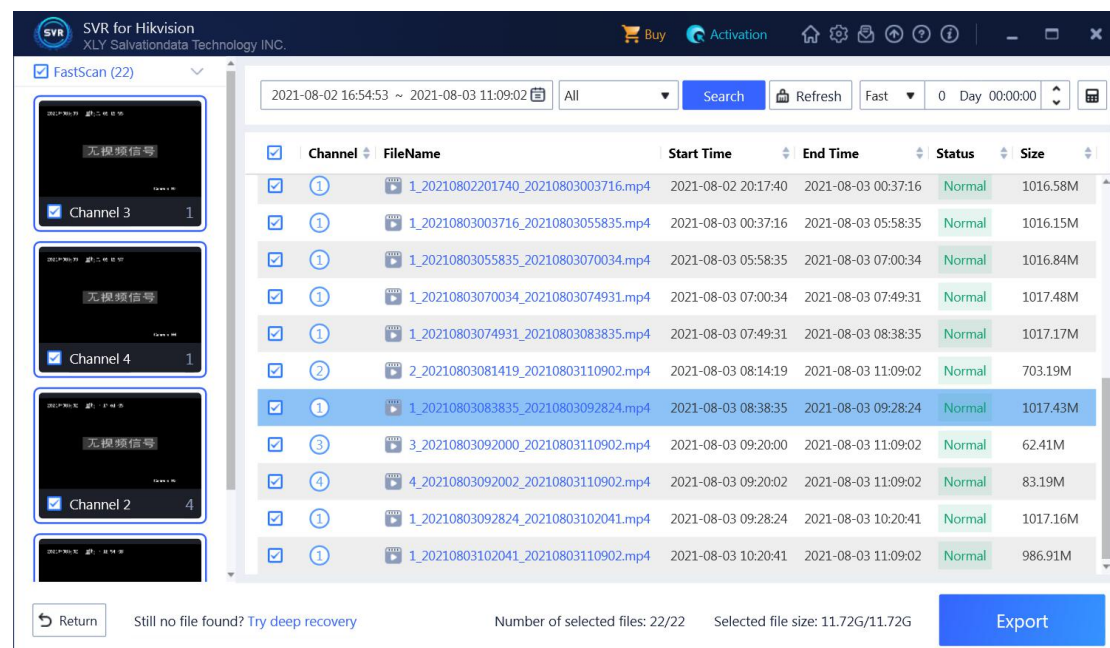 SVR
SVR for Hikvision
XLY Salvationdata Technology INC.
Buy
Activation
FastScan (22)
无视频信号
Channel 3 1
无视频信号
Channel 4 1
无视频信号
Channel 2 4
2021-08-02 16:54:53 ~ 2021-08-03 11:09:02 All Search Refresh Fast 0 Day 00:00:00
Channel FileName Start Time End Time Status Size
1 1_20210802201740_20210803003716.mp4 2021-08-02 20:17:40 2021-08-03 00:37:16 Normal 1016.58M
1 1_20210803003716_20210803055835.mp4 2021-08-03 00:37:16 2021-08-03 05:58:35 Normal 1016.15M
1 1_20210803055835_20210803070034.mp4 2021-08-03 05:58:35 2021-08-03 07:00:34 Normal 1016.84M
1 1_20210803070034_20210803074931.mp4 2021-08-03 07:00:34 2021-08-03 07:49:31 Normal 1017.48M
1 1_20210803074931_20210803083835.mp4 2021-08-03 07:49:31 2021-08-03 08:38:35 Normal 1017.17M
2 2_20210803081419_20210803110902.mp4 2021-08-03 08:14:19 2021-08-03 11:09:02 Normal 703.19M
1 1_20210803083835_20210803092824.mp4 2021-08-03 08:38:35 2021-08-03 09:28:24 Normal 1017.43M
3 3_20210803092000_20210803110902.mp4 2021-08-03 09:20:00 2021-08-03 11:09:02 Normal 62.41M
4 4_20210803092002_20210803110902.mp4 2021-08-03 09:20:02 2021-08-03 11:09:02 Normal 83.19M
1 1_20210803092824_20210803102041.mp4 2021-08-03 09:28:24 2021-08-03 10:20:41 Normal 1017.16M
1 1_20210803102041_20210803110902.mp4 2021-08-03 10:20:41 2021-08-03 11:09:02 Normal 986.91M
Return Still no file found? Try deep recovery Number of selected files: 22/22 Selected file size: 11.72G/11.72G Export